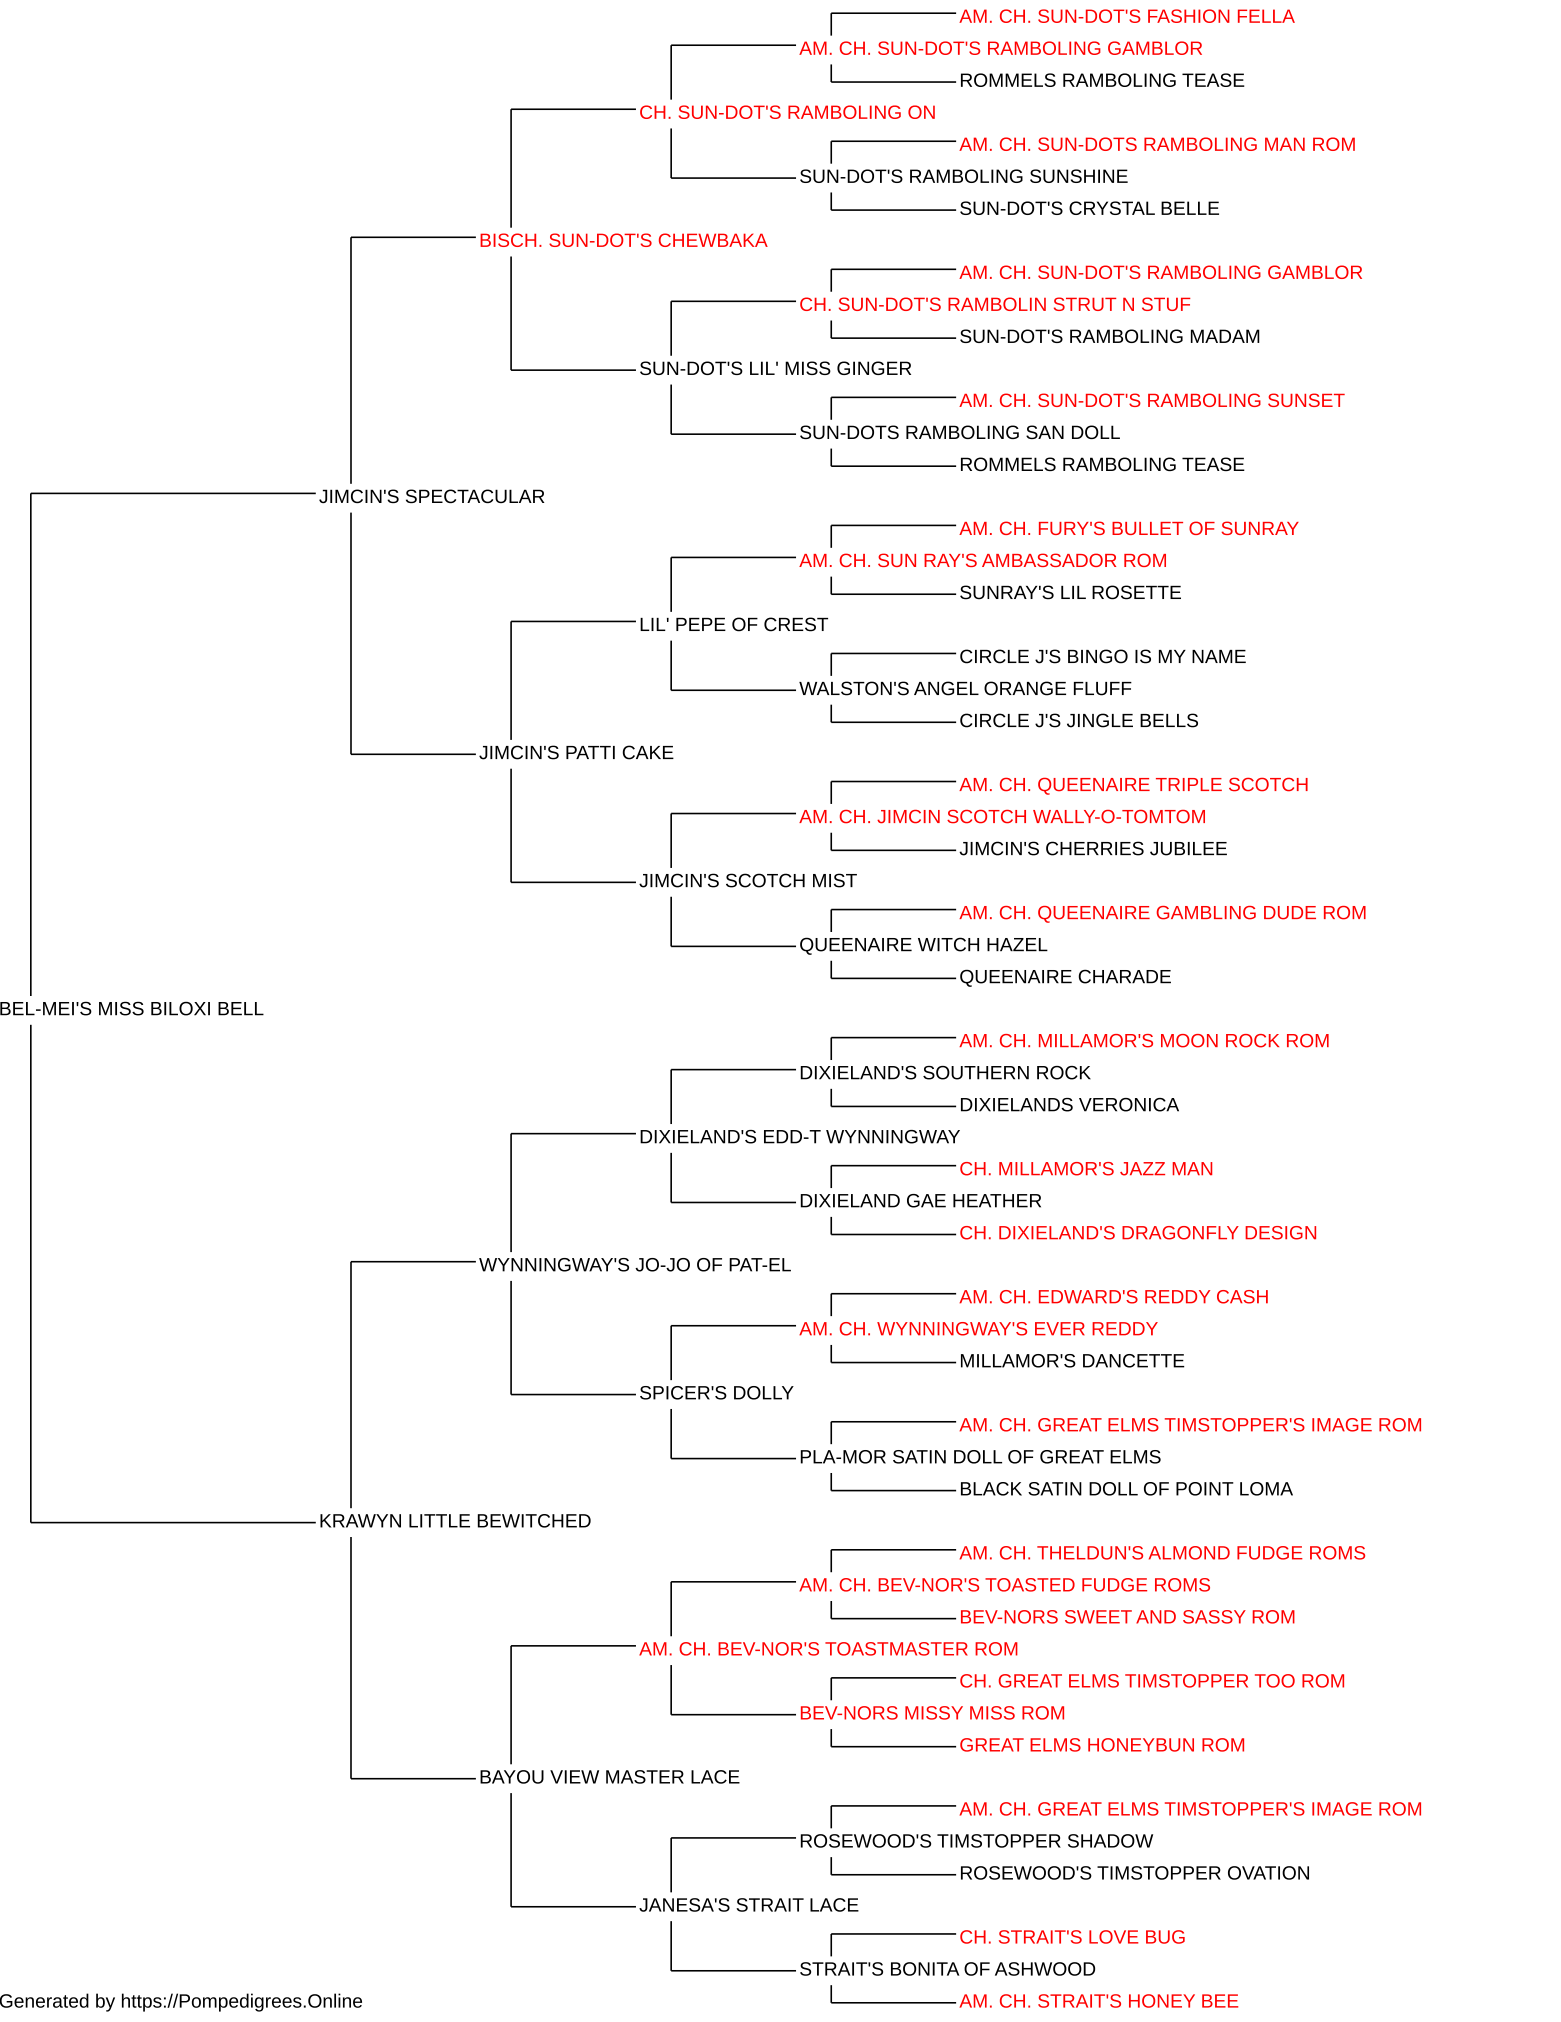 AM. CH. SUN-DOT'S FASHION FELLA
AM. CH. SUN-DOT'S RAMBOLING GAMBLOR
ROMMELS RAMBOLING TEASE
CH. SUN-DOT'S RAMBOLING ON
AM. CH. SUN-DOTS RAMBOLING MAN ROM
SUN-DOT'S RAMBOLING SUNSHINE
SUN-DOT'S CRYSTAL BELLE
BISCH. SUN-DOT'S CHEWBAKA
AM. CH. SUN-DOT'S RAMBOLING GAMBLOR
CH. SUN-DOT'S RAMBOLIN STRUT N STUF
SUN-DOT'S RAMBOLING MADAM
SUN-DOT'S LIL' MISS GINGER
AM. CH. SUN-DOT'S RAMBOLING SUNSET
SUN-DOTS RAMBOLING SAN DOLL
ROMMELS RAMBOLING TEASE
JIMCIN'S SPECTACULAR
AM. CH. FURY'S BULLET OF SUNRAY
AM. CH. SUN RAY'S AMBASSADOR ROM
SUNRAY'S LIL ROSETTE
LIL' PEPE OF CREST
CIRCLE J'S BINGO IS MY NAME
WALSTON'S ANGEL ORANGE FLUFF
CIRCLE J'S JINGLE BELLS
JIMCIN'S PATTI CAKE
AM. CH. QUEENAIRE TRIPLE SCOTCH
AM. CH. JIMCIN SCOTCH WALLY-O-TOMTOM
JIMCIN'S CHERRIES JUBILEE
JIMCIN'S SCOTCH MIST
AM. CH. QUEENAIRE GAMBLING DUDE ROM
QUEENAIRE WITCH HAZEL
QUEENAIRE CHARADE
BEL-MEI'S MISS BILOXI BELL
AM. CH. MILLAMOR'S MOON ROCK ROM
DIXIELAND'S SOUTHERN ROCK
DIXIELANDS VERONICA
DIXIELAND'S EDD-T WYNNINGWAY
CH. MILLAMOR'S JAZZ MAN
DIXIELAND GAE HEATHER
CH. DIXIELAND'S DRAGONFLY DESIGN
WYNNINGWAY'S JO-JO OF PAT-EL
AM. CH. EDWARD'S REDDY CASH
AM. CH. WYNNINGWAY'S EVER REDDY
MILLAMOR'S DANCETTE
SPICER'S DOLLY
AM. CH. GREAT ELMS TIMSTOPPER'S IMAGE ROM
PLA-MOR SATIN DOLL OF GREAT ELMS
BLACK SATIN DOLL OF POINT LOMA
KRAWYN LITTLE BEWITCHED
AM. CH. THELDUN'S ALMOND FUDGE ROMS
AM. CH. BEV-NOR'S TOASTED FUDGE ROMS
BEV-NORS SWEET AND SASSY ROM
AM. CH. BEV-NOR'S TOASTMASTER ROM
CH. GREAT ELMS TIMSTOPPER TOO ROM
BEV-NORS MISSY MISS ROM
GREAT ELMS HONEYBUN ROM
BAYOU VIEW MASTER LACE
AM. CH. GREAT ELMS TIMSTOPPER'S IMAGE ROM
ROSEWOOD'S TIMSTOPPER SHADOW
ROSEWOOD'S TIMSTOPPER OVATION
JANESA'S STRAIT LACE
CH. STRAIT'S LOVE BUG
STRAIT'S BONITA OF ASHWOOD
AM. CH. STRAIT'S HONEY BEE
Generated by https://Pompedigrees.Online